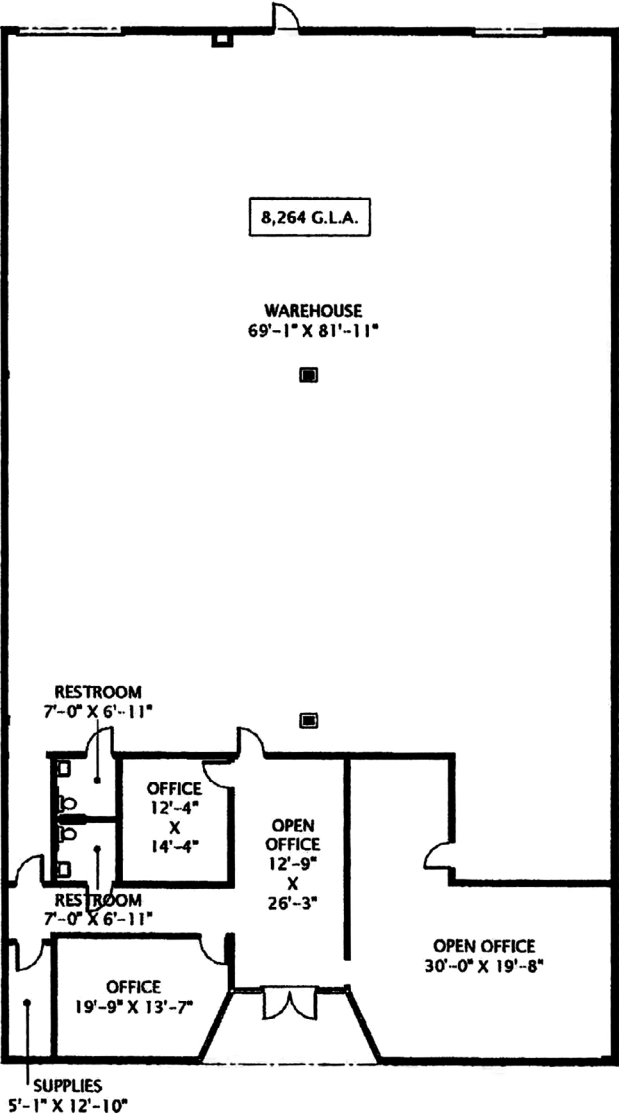 8,264 G.L.A.
WAREHOUSE
69'-1" X 81'-11"
RESTROOM
7'-0" X 6'-11"
OFFICE
12'-4"
X
14'-4"
OPEN
OFFICE
12'-9"
X
26'-3"
RESTROOM
7'-0" X 6'-11"
OPEN OFFICE
30'-0" X 19'-8"
OFFICE
19'-9" X 13'-7"
SUPPLIES
5'-1" X 12'-10"